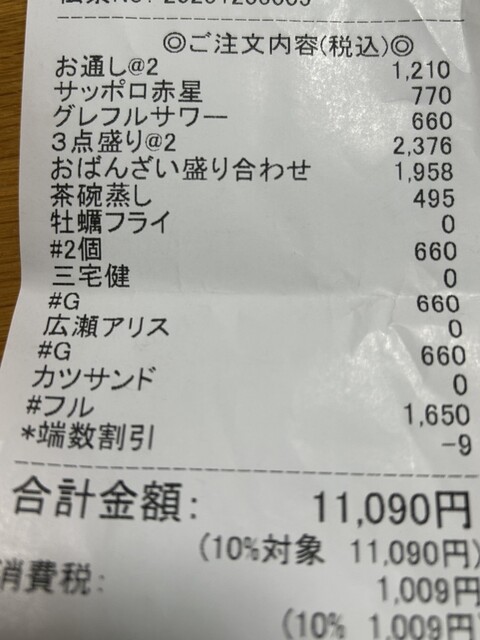 ◎ご注文内容(税込)◎
お通し@2 1,210
サッポロ赤星 770
グレフルサワー 660
３点盛り@2 2,376
おばんざい盛り合わせ 1,958
茶碗蒸し 495
牡蠣フライ 0
#2個 660
三宅健 0
#G 660
広瀬アリス 0
#G 660
カツサンド 0
#フル 1,650
*端数割引 -9
合計金額: 11,090円
(10%対象 11,090円)
消費税: 1,009円
(10% 1,009円)